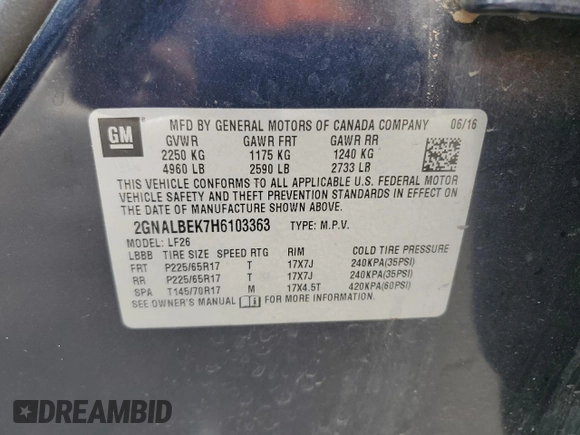 GM
MFD BY GENERAL MOTORS OF CANADA COMPANY 06/16
GVWR GAWR FRT GAWR RR
2250 KG 1175 KG 1240 KG
4960 LB 2590 LB 2733 LB
THIS VEHICLE CONFORMS TO ALL APPLICABLE U.S. FEDERAL MOTOR
VEHICLE SAFETY AND THEFT PREVENTION STANDARDS IN EFFECT ON
THE DATE OF MANUFACTURE SHOWN ABOVE.
2GNALBEK7H6103363 TYPE: M.P.V.
MODEL: LF26
LBBB TIRE SIZE SPEED RTG RIM COLD TIRE PRESSURE
FRT P225/65R17 T 17X7J 240KPA(35PSI)
RR P225/65R17 T 17X7J 240KPA(35PSI)
SPA T145/70R17 M 17X4.5T 420KPA(60PSI)
SEE OWNER'S MANUAL FOR MORE INFORMATION.
DREAMBID